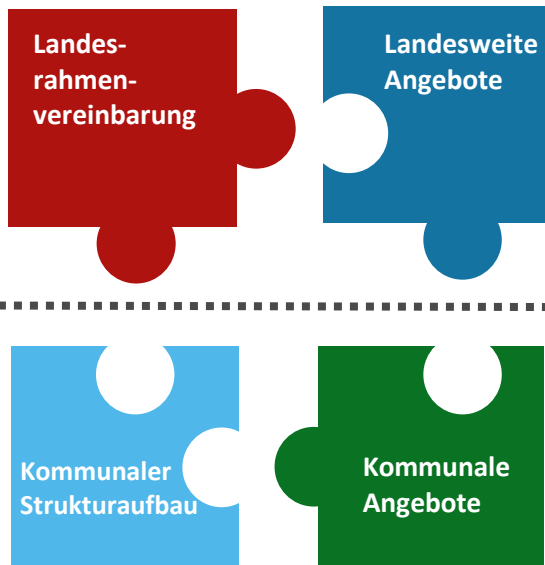 Landes-
rahmen-
vereinbarung
Landesweite
Angebote
Kommunaler
Strukturaufbau
Kommunale
Angebote